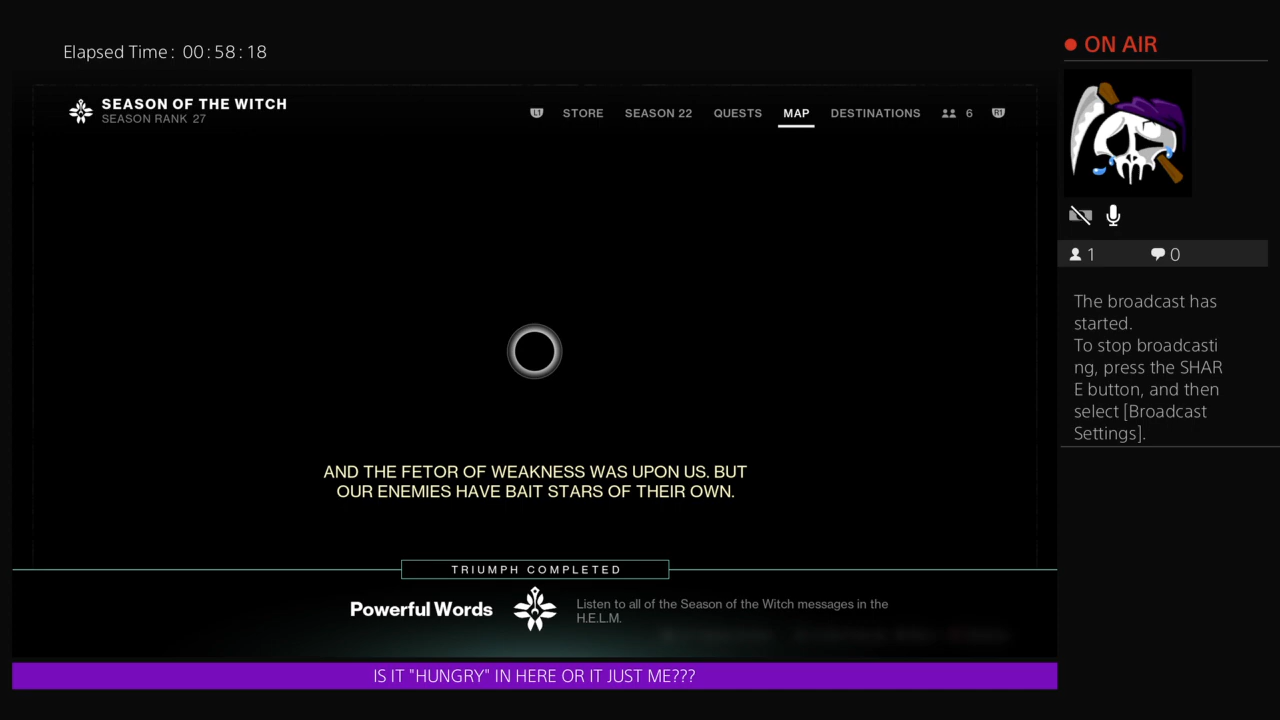 Elapsed Time: 00:58:18
ON AIR
SEASON OF THE WITCH
SEASON RANK 27
L1 STORE SEASON 22 QUESTS MAP DESTINATIONS 6 R1
1 0
The broadcast has
started.
To stop broadcasti
ng, press the SHAR
E button, and then
select [Broadcast
Settings].
AND THE FETOR OF WEAKNESS WAS UPON US. BUT
OUR ENEMIES HAVE BAIT STARS OF THEIR OWN.
TRIUMPH COMPLETED
Powerful Words
Listen to all of the Season of the Witch messages in the
H.E.L.M.
IS IT "HUNGRY" IN HERE OR IT JUST ME???